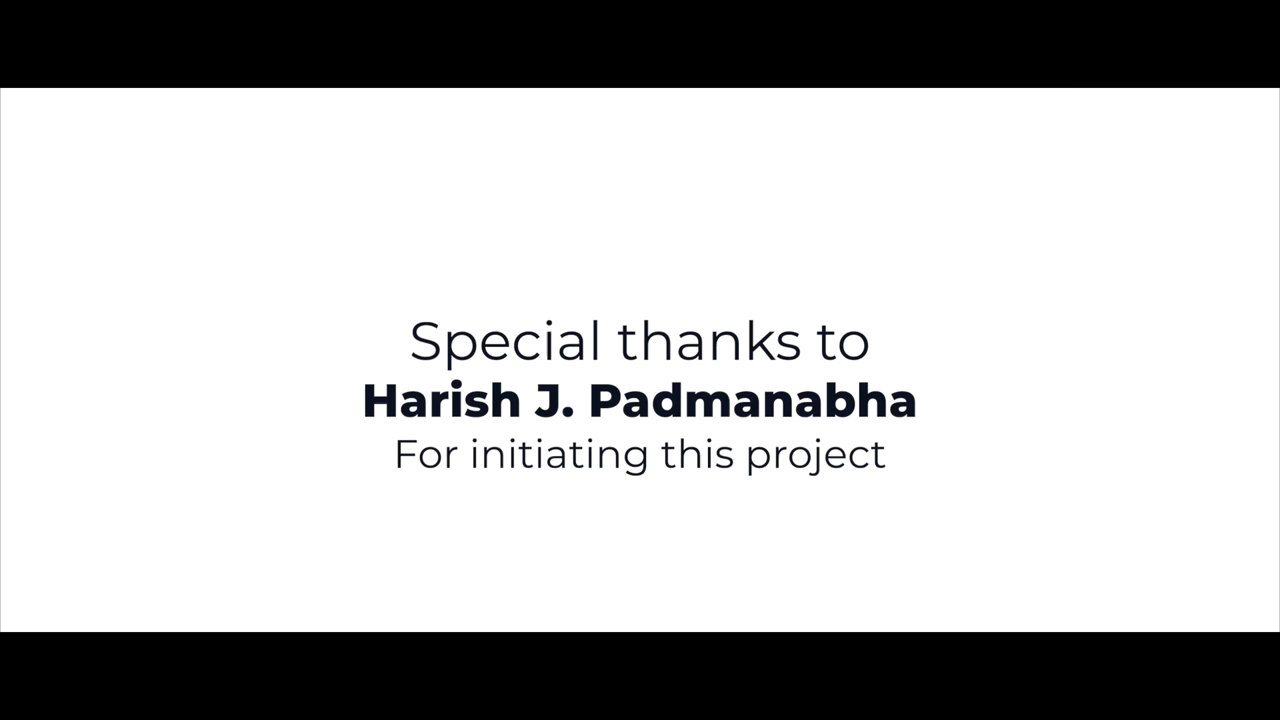 Special thanks to
Harish J. Padmanabha
For initiating this project